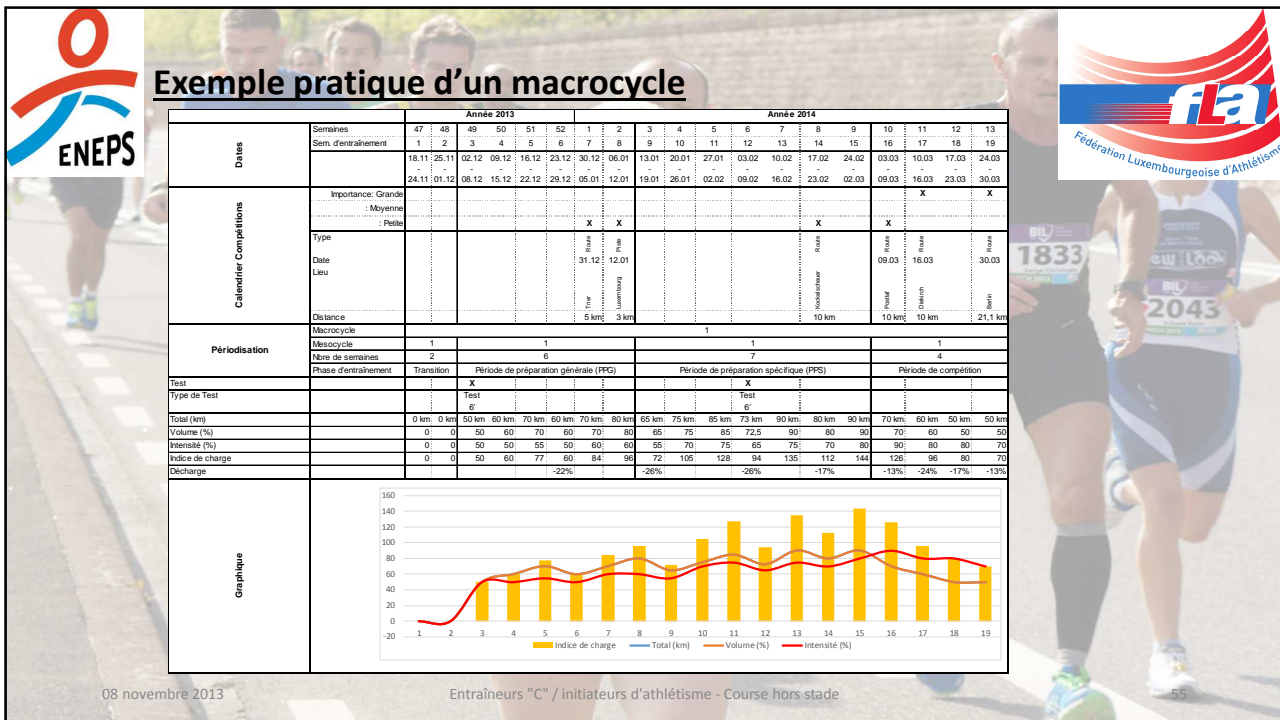 ENEPS
FLA
Fédération Luxembourgeoise d'Athlétisme
Exemple pratique d'un macrocycle
Année 2013 Année 2014
Dates
Semaines 47 48 49 50 51 52 1 2 3 4 5 6 7 8 9 10 11 12 13
Sem. d'entraînement 1 2 3 4 5 6 7 8 9 10 11 12 13 14 15 16 17 18 19
18.11 25.11 02.12 09.12 16.12 23.12 30.12 06.01 13.01 20.01 27.01 03.02 10.02 17.02 24.02 03.03 10.03 17.03 24.03
- - - - - - - - - - - - - - - - - - -
24.11 01.12 08.12 15.12 22.12 29.12 05.01 12.01 19.01 26.01 02.02 09.02 16.02 23.02 02.03 09.03 16.03 23.03 30.03
Calendrier Compétitions
Importance: Grande X X
: Moyenne
: Petite X X X X
Type Route Piste Route Route Route Route
Date 31.12 12.01 09.03 16.03 30.03
Lieu Trier Luxembourg Kockelscheuer Postlaf Diekirch Berlin
Distance 5 km 3 km 10 km 10 km 10 km 21,1 km
Périodisation
Macrocycle 1
Mesocycle 1 1 1 1
Nbre de semaines 2 6 7 4
Phase d'entraînement Transition Période de préparation générale (PPG) Période de préparation spécifique (PPS) Période de compétition
Test X X
Type de Test Test Test
6' 6'
Total (km) 0 km 0 km 50 km 60 km 70 km 60 km 70 km 80 km 65 km 75 km 85 km 73 km 90 km 80 km 90 km 70 km 60 km 50 km 50 km
Volume (%) 0 0 50 60 70 60 70 80 65 75 85 72,5 90 80 90 70 60 50 50
Intensité (%) 0 0 50 50 55 50 60 60 55 70 75 65 75 70 80 90 80 80 70
Indice de charge 0 0 50 60 77 60 84 96 72 105 128 94 135 112 144 126 96 80 70
Décharge -22% -26% -26% -17% -13% -24% -17% -13%
Graphique
160
140
120
100
80
60
40
20
0
-20
1 2 3 4 5 6 7 8 9 10 11 12 13 14 15 16 17 18 19
Indice de charge Total (km) Volume (%) Intensité (%)
BIL
1833
BIL
2043
08 novembre 2013 Entraîneurs "C" / initiateurs d'athlétisme - Course hors stade 55